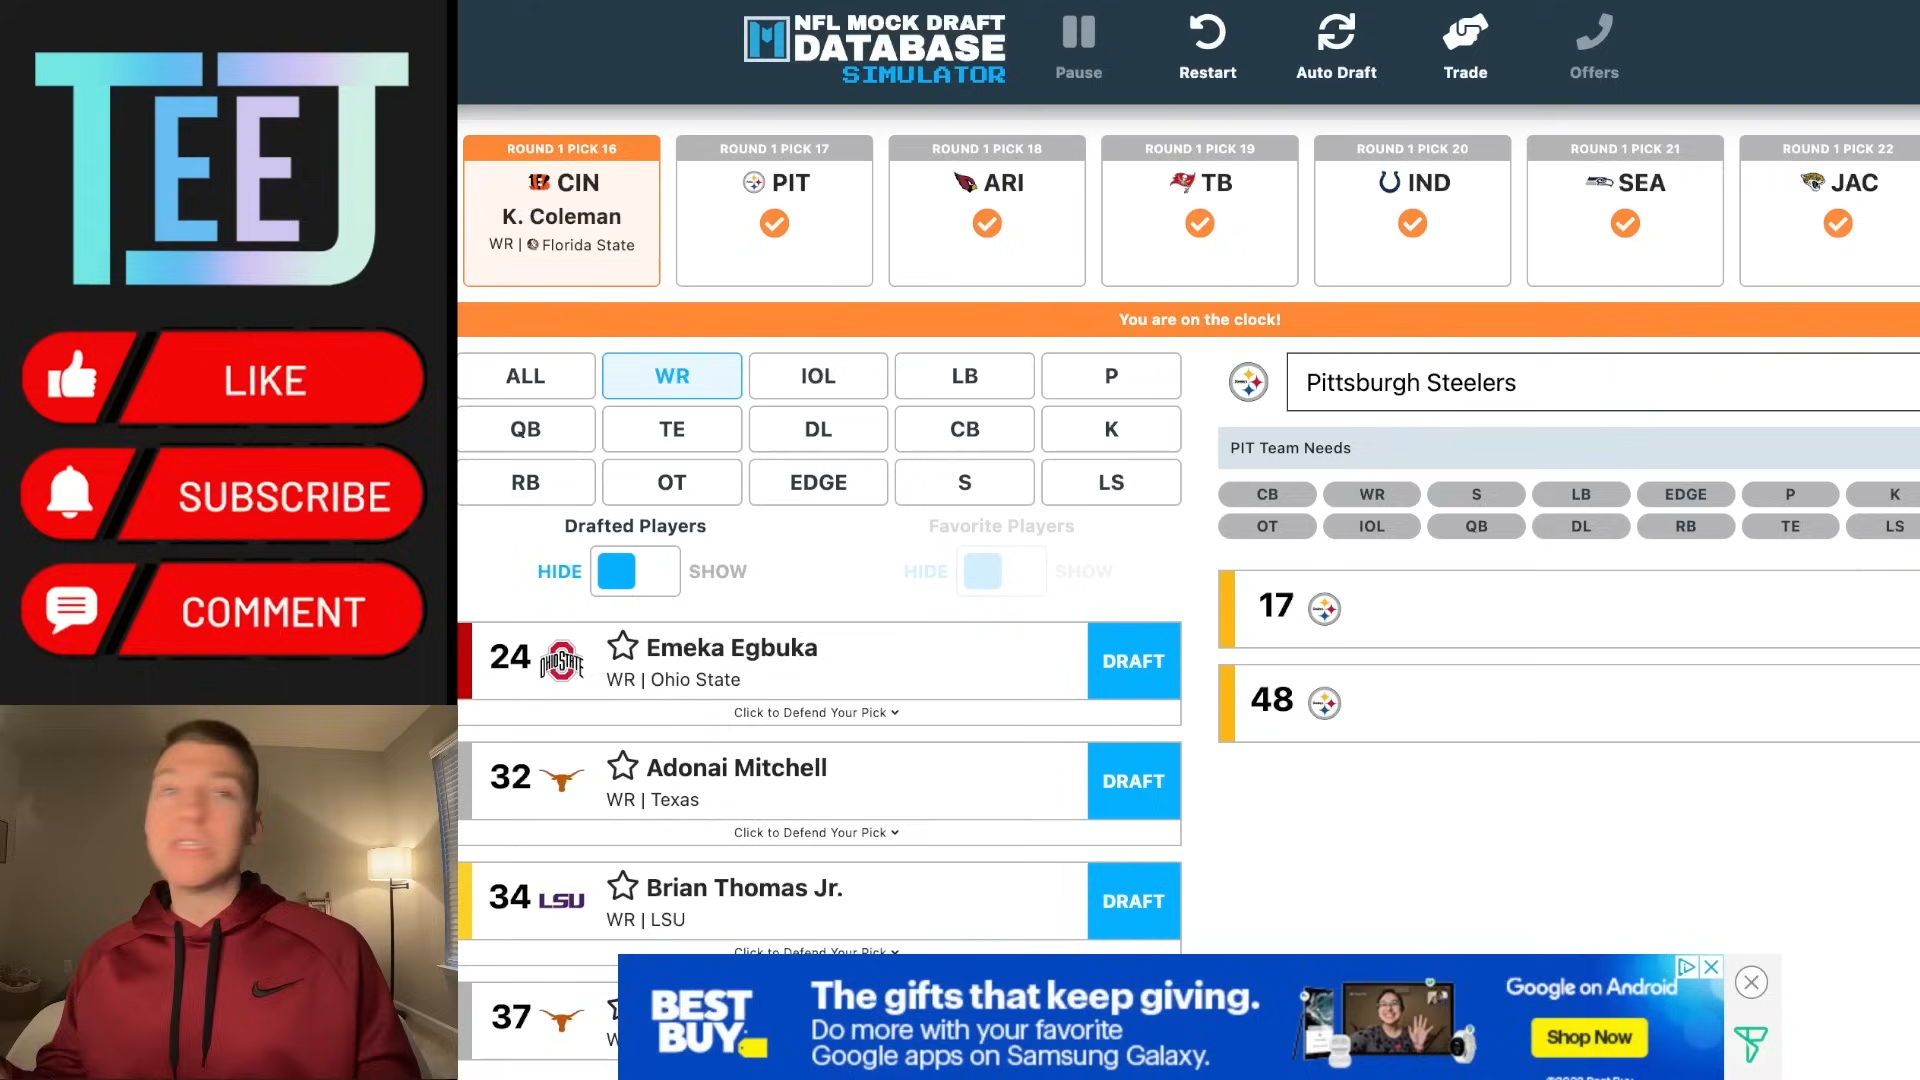 TEEJ
LIKE
SUBSCRIBE
COMMENT
NFL MOCK DRAFT
DATABASE
SIMULATOR
Pause
Restart
Auto Draft
Trade
Offers
ROUND 1 PICK 16
CIN
K. Coleman
WR | Florida State
ROUND 1 PICK 17
PIT
ROUND 1 PICK 18
ARI
ROUND 1 PICK 19
TB
ROUND 1 PICK 20
IND
ROUND 1 PICK 21
SEA
ROUND 1 PICK 22
JAC
You are on the clock!
ALL
WR
IOL
LB
P
QB
TE
DL
CB
K
RB
OT
EDGE
S
LS
Drafted Players
HIDE
SHOW
Favorite Players
HIDE
SHOW
24
OHIO STATE
Emeka Egbuka
WR | Ohio State
DRAFT
Click to Defend Your Pick
32
Adonai Mitchell
WR | Texas
DRAFT
Click to Defend Your Pick
34
LSU
Brian Thomas Jr.
WR | LSU
DRAFT
Click to Defend Your Pick
37
Pittsburgh Steelers
PIT Team Needs
CB
WR
S
LB
EDGE
P
K
OT
IOL
QB
DL
RB
TE
LS
17
48
BEST
BUY
The gifts that keep giving.
Do more with your favorite
Google apps on Samsung Galaxy.
Google on Android
Shop Now